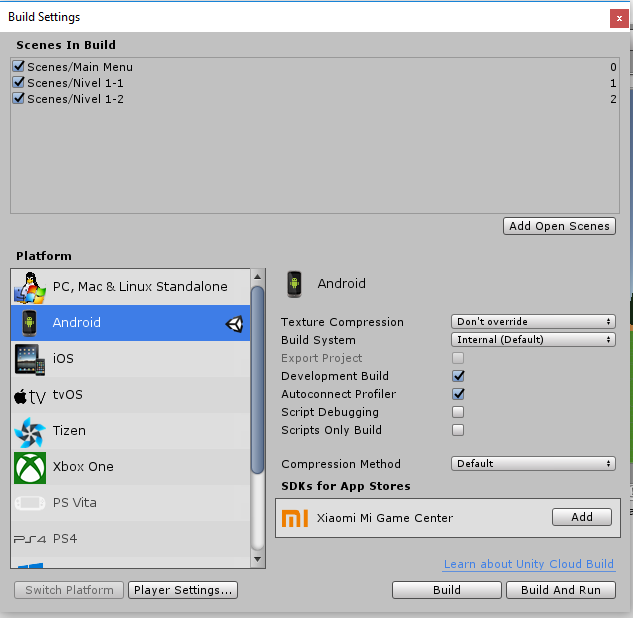 Build Settings
x
Scenes In Build
Scenes/Main Menu 0
Scenes/Nivel 1-1 1
Scenes/Nivel 1-2 2
Add Open Scenes
Platform
PC, Mac & Linux Standalone
Android
iOS
tv tvOS
Tizen
Xbox One
PS Vita
PS4 PS4
Android
Texture Compression Don't override
Build System Internal (Default)
Export Project
Development Build
Autoconnect Profiler
Script Debugging
Scripts Only Build
Compression Method Default
SDKs for App Stores
MI Xiaomi Mi Game Center Add
Learn about Unity Cloud Build
Switch Platform Player Settings... Build Build And Run